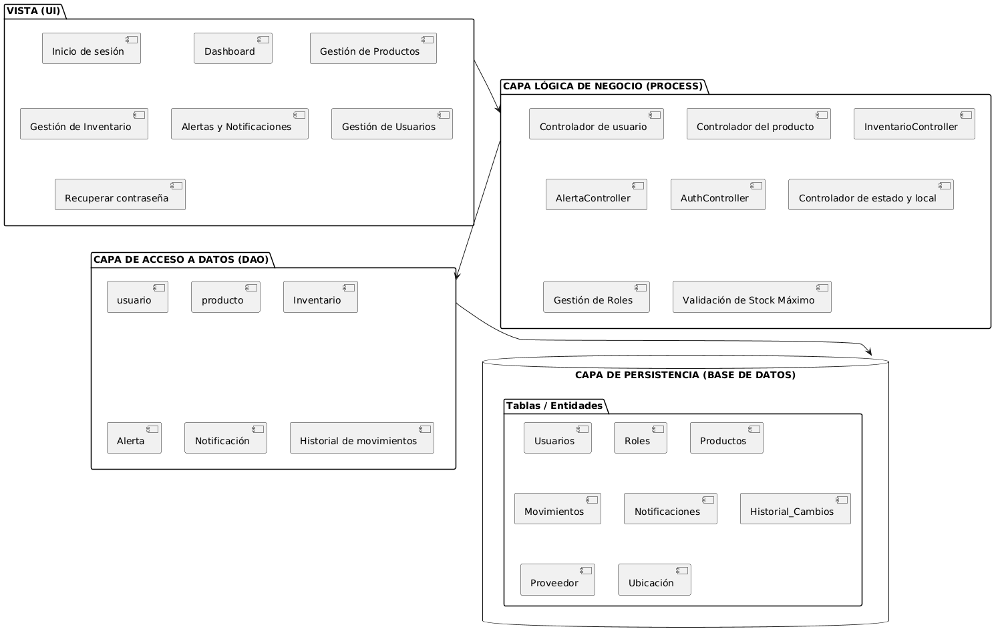 VISTA (UI)
Inicio de sesión
Dashboard
Gestión de Productos
Gestión de Inventario
Alertas y Notificaciones
Gestión de Usuarios
Recuperar contraseña
CAPA LÓGICA DE NEGOCIO (PROCESS)
Controlador de usuario
Controlador del producto
InventarioController
AlertaController
AuthController
Controlador de estado y local
Gestión de Roles
Validación de Stock Máximo
CAPA DE ACCESO A DATOS (DAO)
usuario
producto
Inventario
Alerta
Notificación
Historial de movimientos
CAPA DE PERSISTENCIA (BASE DE DATOS)
Tablas / Entidades
Usuarios
Roles
Productos
Movimientos
Notificaciones
Historial_Cambios
Proveedor
Ubicación